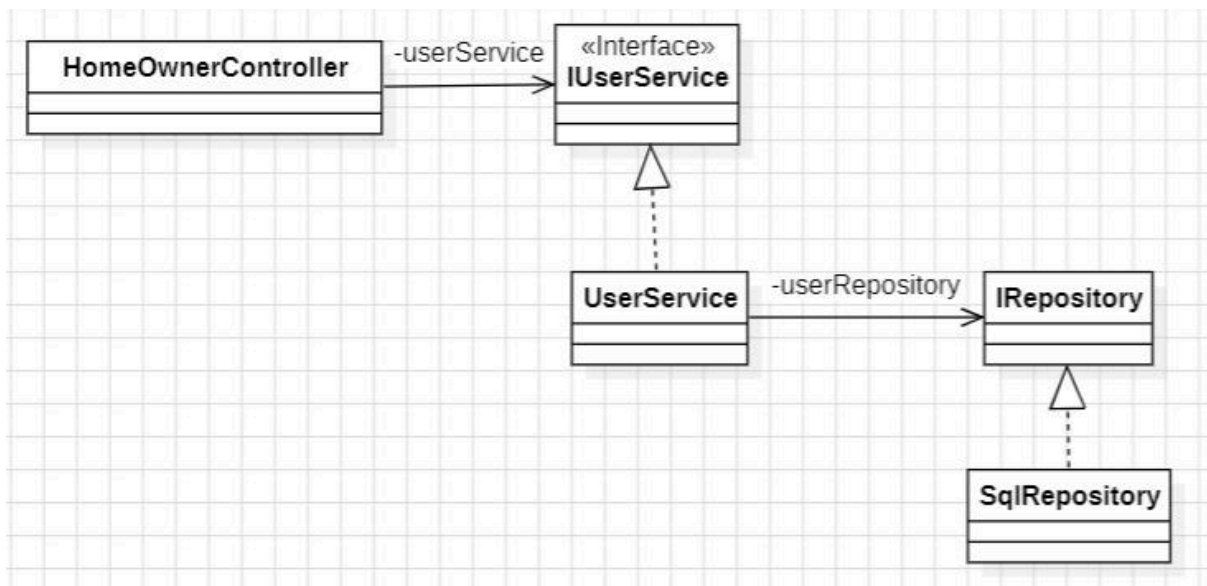 HomeOwnerController
-userService
«Interface»
IUserService
UserService
-userRepository
IRepository
SqlRepository